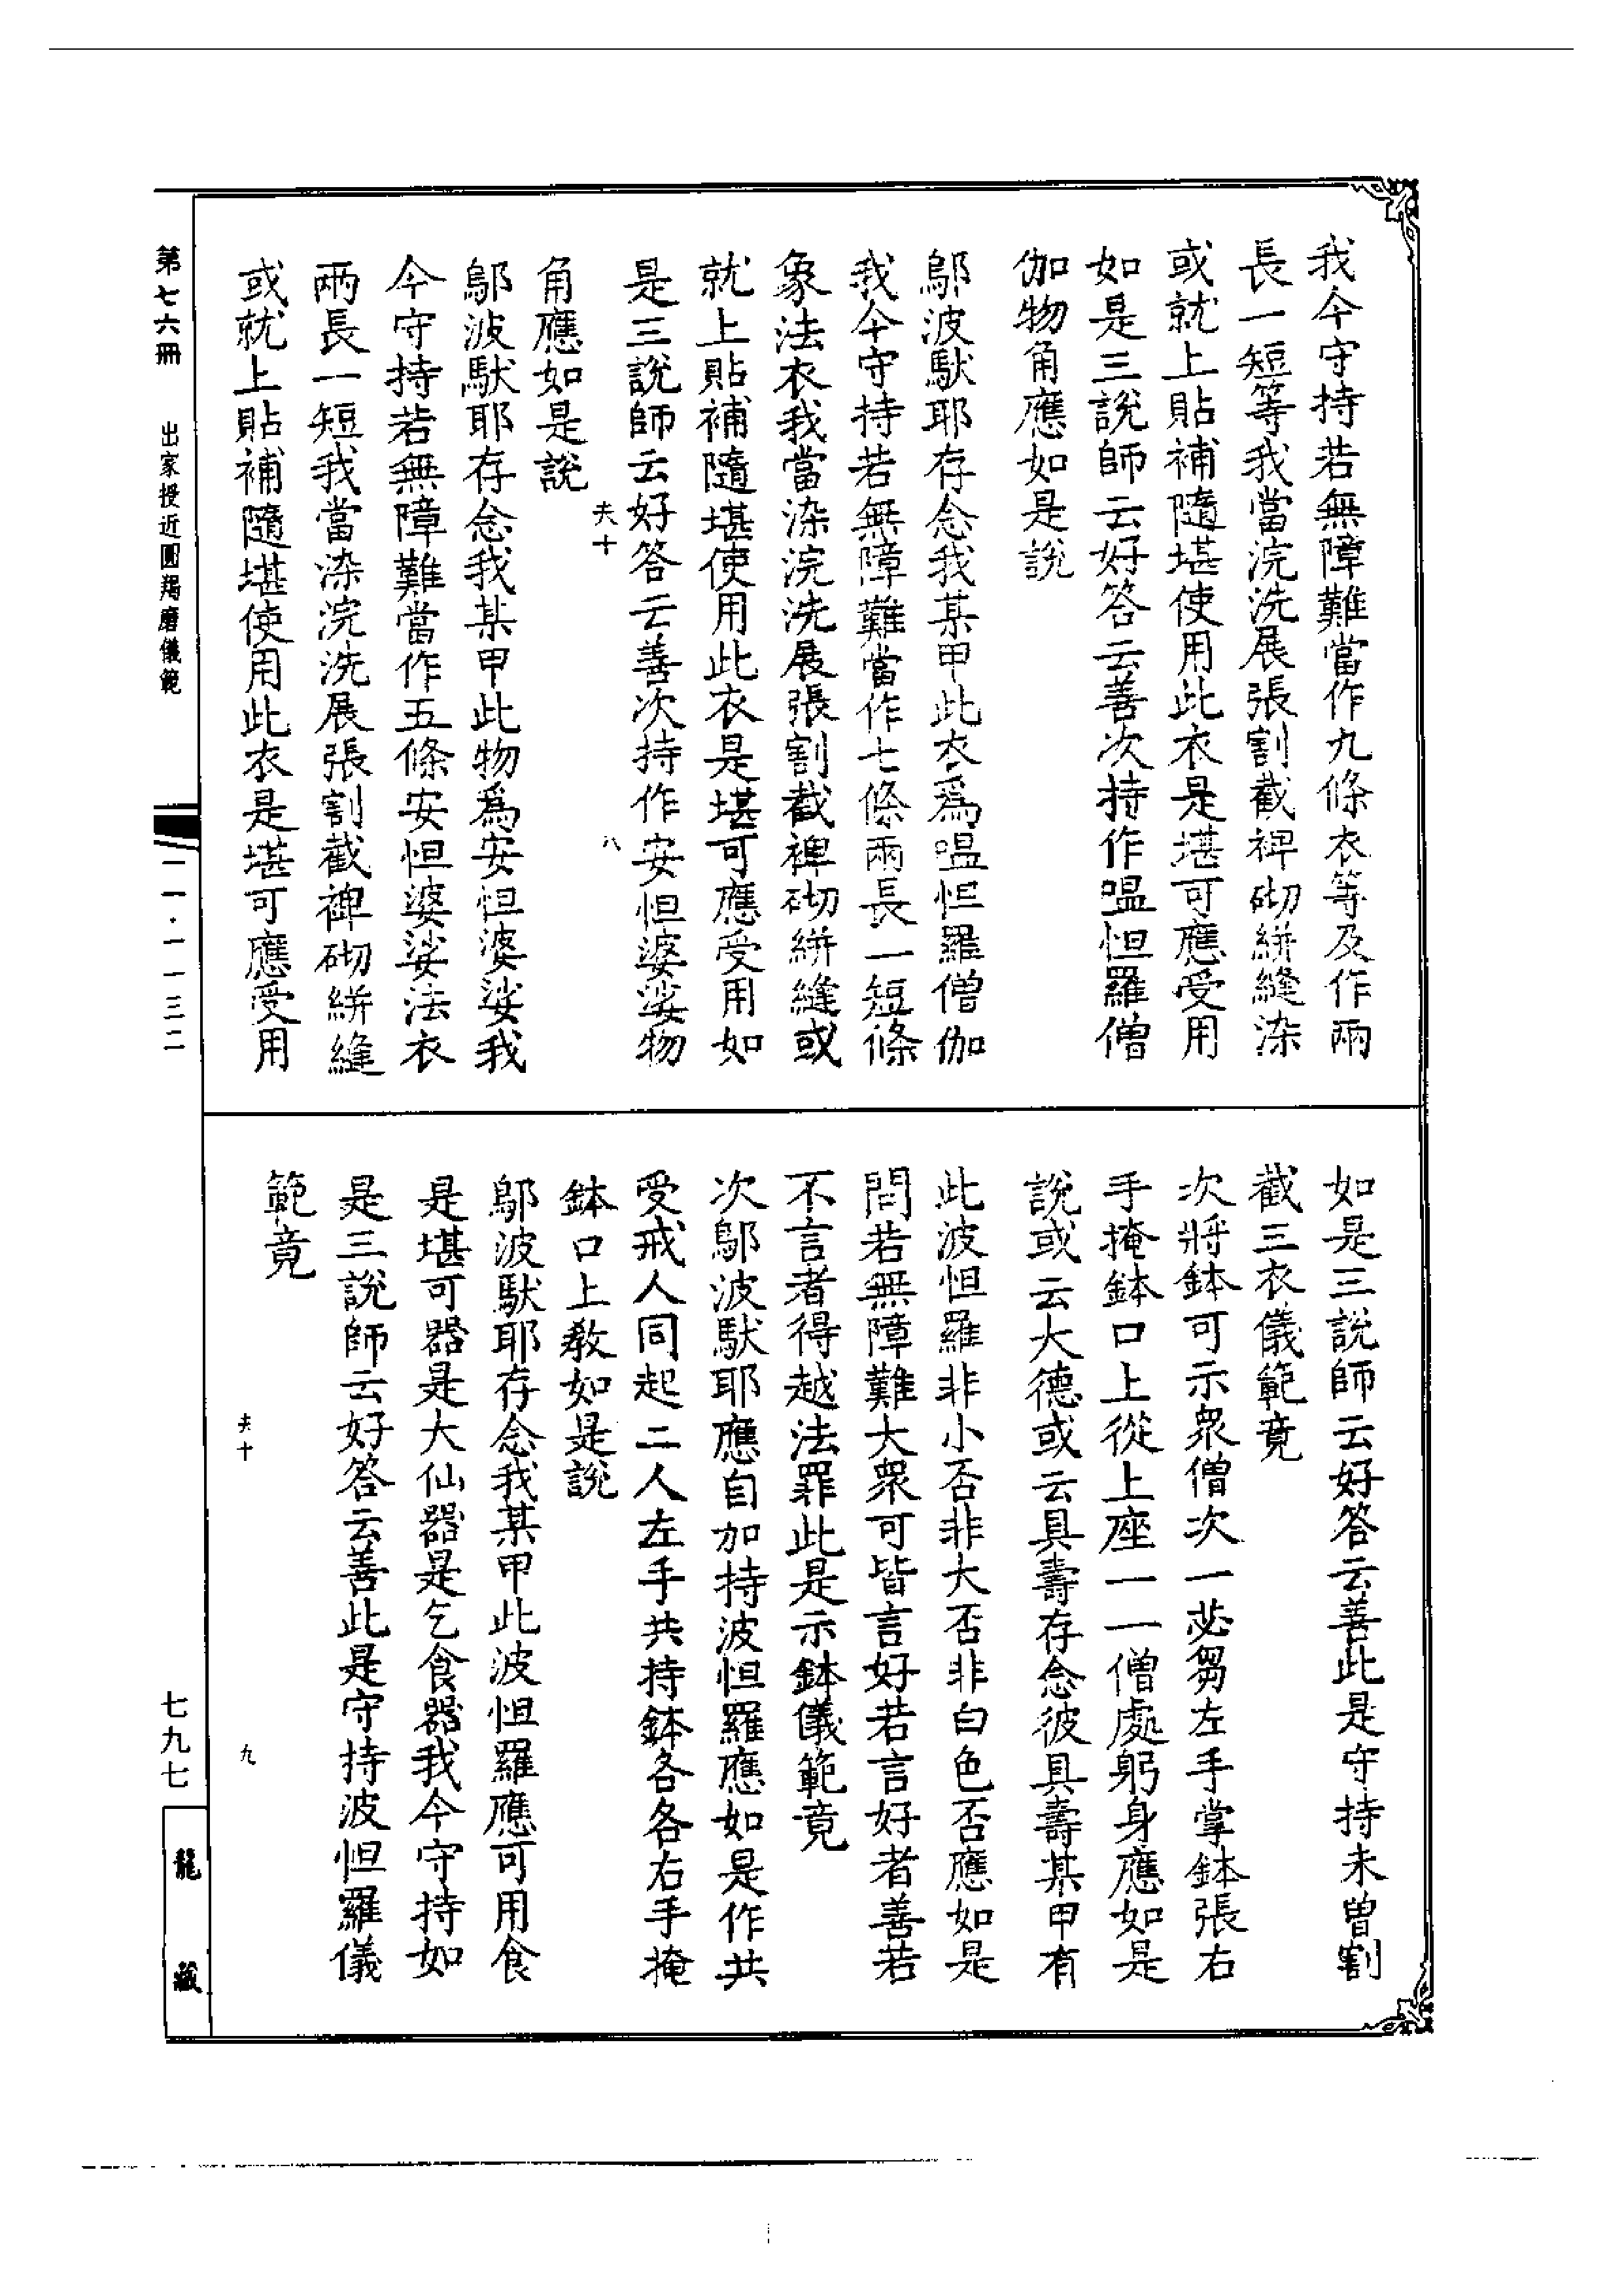 我今守持若無障難當作九條衣等及作兩
長一短等我當浣洗展張割截裨砌絣縫染
或就上貼補隨堪使用此衣是堪可應受用
如是三說師云好答云善次持作嗢怛羅僧
伽物角應如是說
鄔波馱耶存念我某甲此衣為嗢怛羅僧伽
我今守持若無障難當作七條兩長一短條
象法衣我當染浣洗展張割截裨砌絣縫或
就上貼補隨堪使用此衣是堪可應受用如
是三說師云好答云善次持作安怛婆娑物
夫十 八
角應如是說
鄔波馱耶存念我某甲此物為安怛婆娑我
今守持若無障難當作五條安怛婆娑法衣
兩長一短我當染浣洗展張割截裨砌絣縫
或就上貼補隨堪使用此衣是堪可應受用
如是三說師云好答云善此是守持未曾割
截三衣儀範竟
次將鉢可示眾僧次一苾芻左手掌鉢張右
手掩鉢口上從上座一一僧處躬身應如是
說或云大德或云具壽存念彼具壽某甲有
此波怛羅非小否非大否非白色否應如是
問若無障難大眾可皆言好若言好者善若
不言者得越法罪此是示鉢儀範竟
次鄔波馱耶應自加持波怛羅應如是作共
受戒人同起二人左手共持鉢各各右手掩
鉢口上教如是說
鄔波馱耶存念我某甲此波怛羅應可用食
是堪可器是大仙器是乞食器我今守持如
是三說師云好答云善此是守持波怛羅儀
範竟
夫十 九
第七六冊 出家授近圓羯磨儀範
一一·一一三二
七九七
龍藏